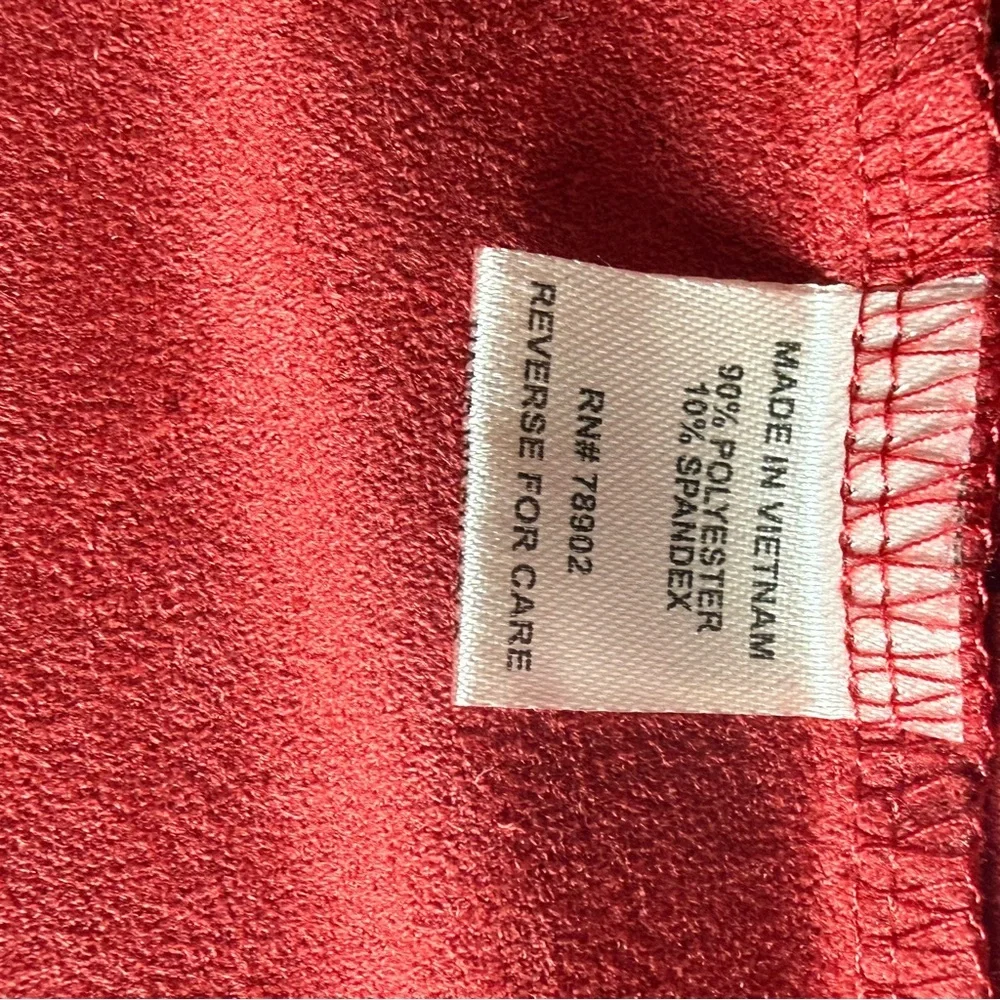 MADE IN VIETNAM
90% POLYESTER
10% SPANDEX
RN# 78902
REVERSE FOR CARE